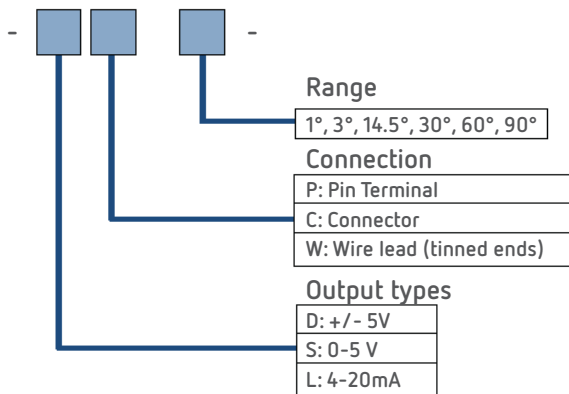 - -
Range
1°, 3°, 14.5°, 30°, 60°, 90°
Connection
P: Pin Terminal
C: Connector
W: Wire lead (tinned ends)
Output types
D: +/- 5V
S: 0-5 V
L: 4-20mA